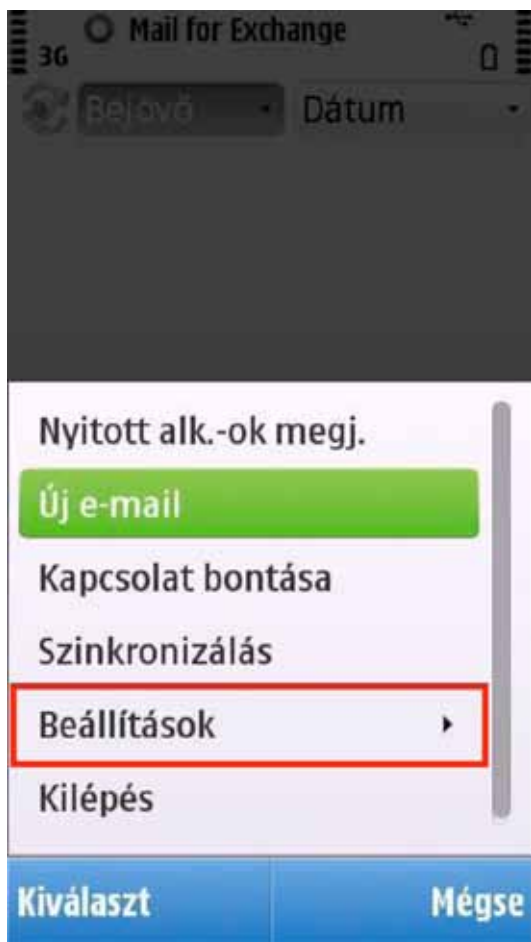 3G Mail for Exchange
Bejövő Dátum
Nyitott alk.-ok megj.
Új e-mail
Kapcsolat bontása
Szinkronizálás
Beállítások
Kilépés
Kiválaszt Mégse